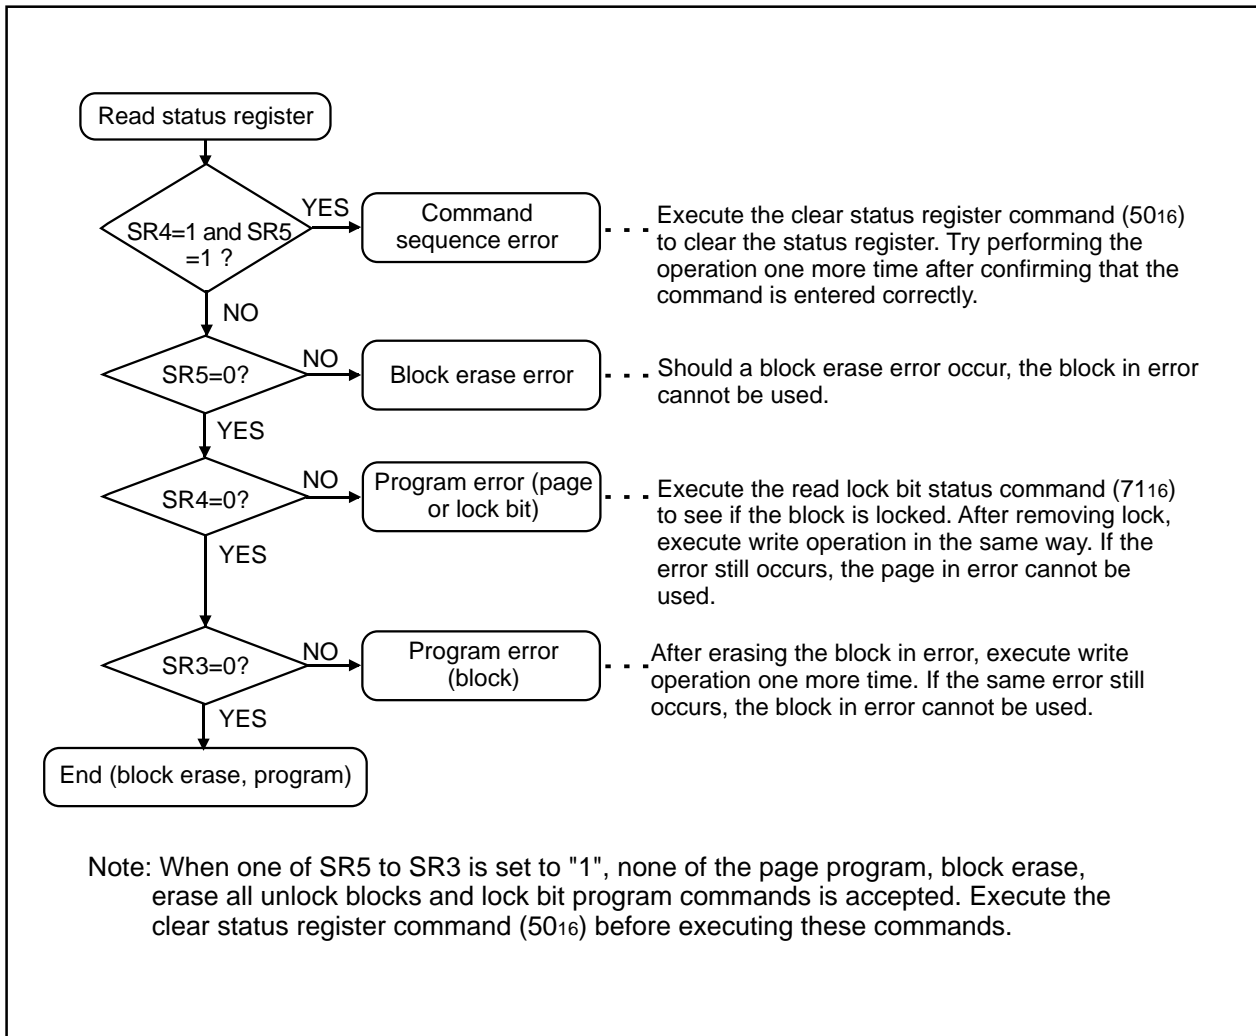 Read status register
SR4=1 and SR5
=1 ?
YES
Command
sequence error
Execute the clear status register command (5016)
to clear the status register. Try performing the
operation one more time after confirming that the
command is entered correctly.
NO
SR5=0?
NO
Block erase error
Should a block erase error occur, the block in error
cannot be used.
YES
SR4=0?
NO
Program error (page
or lock bit)
Execute the read lock bit status command (7116)
to see if the block is locked. After removing lock,
execute write operation in the same way. If the
error still occurs, the page in error cannot be
used.
YES
SR3=0?
NO
Program error
(block)
After erasing the block in error, execute write
operation one more time. If the same error still
occurs, the block in error cannot be used.
YES
End (block erase, program)
Note: When one of SR5 to SR3 is set to "1", none of the page program, block erase,
erase all unlock blocks and lock bit program commands is accepted. Execute the
clear status register command (5016) before executing these commands.